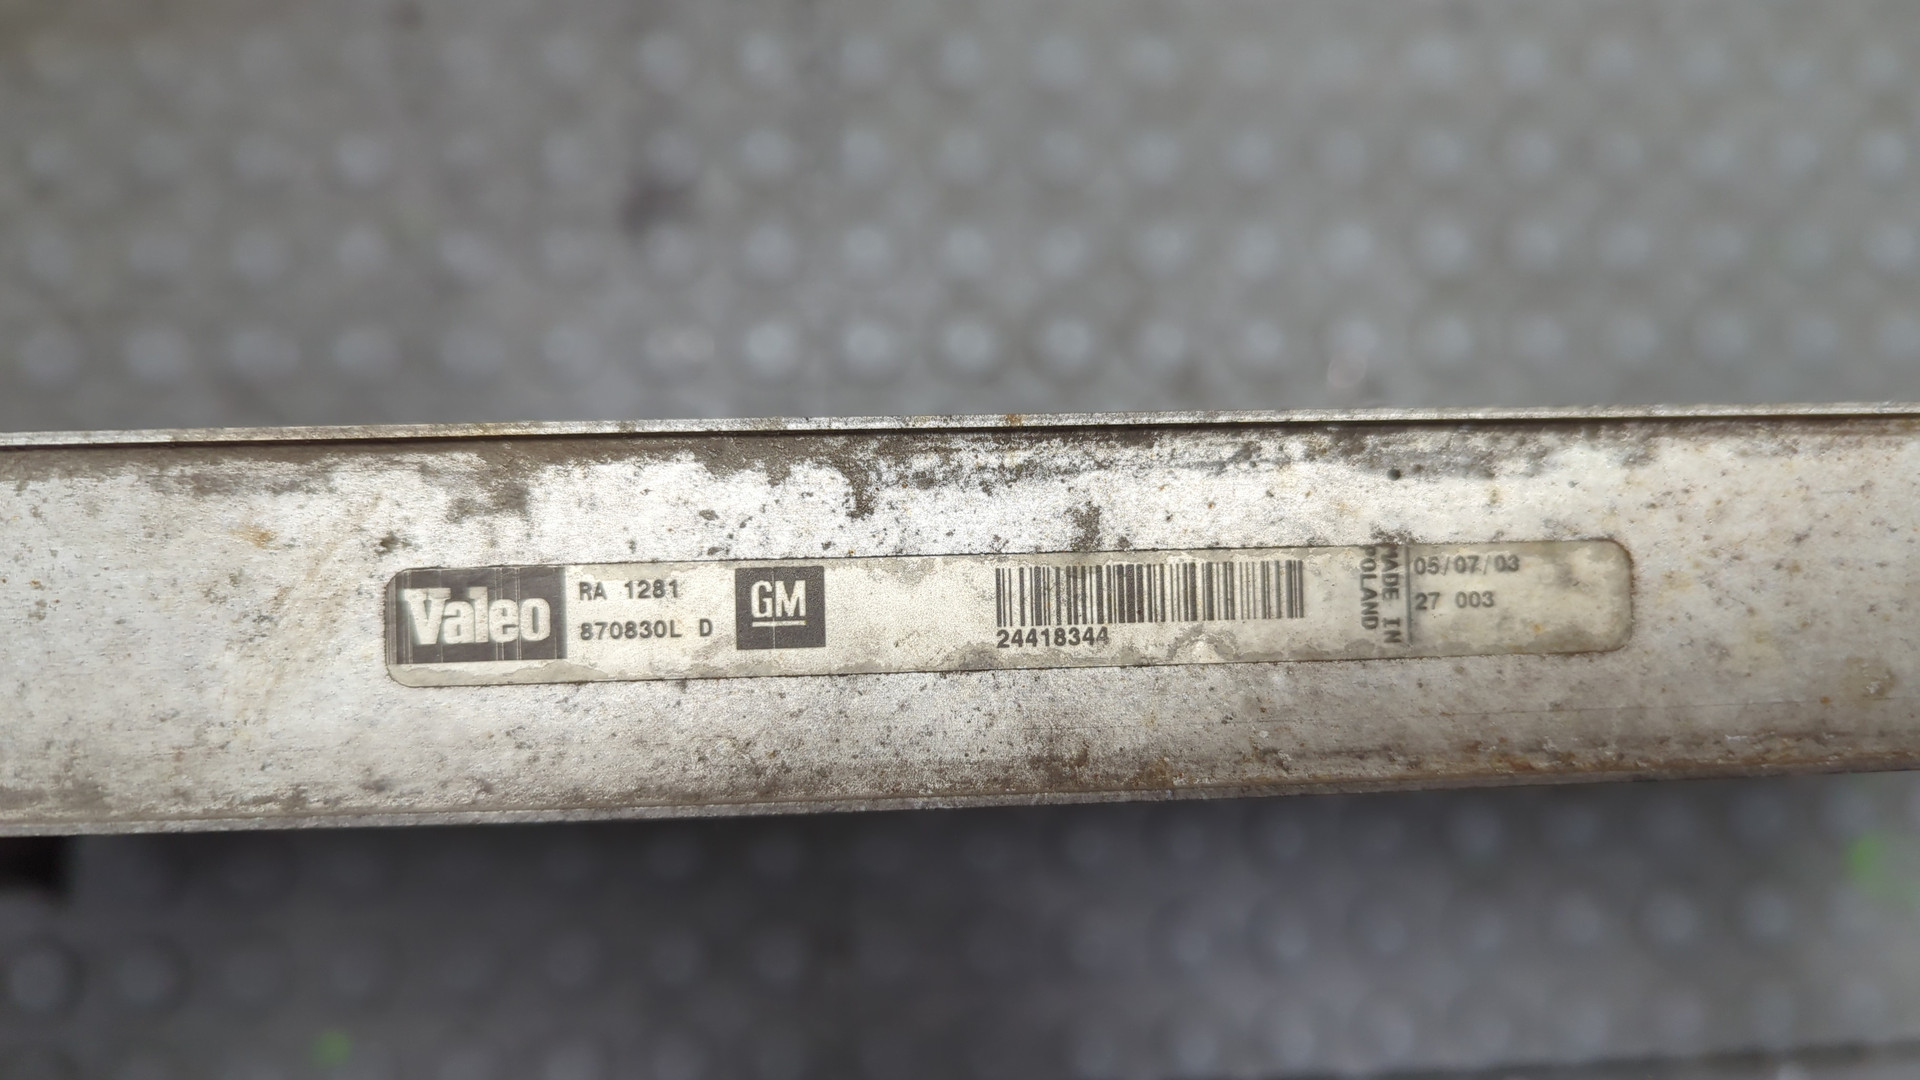 Valeo
RA 1281
870830L D
GM
24418344
MADE IN
POLAND
05/07/03
27 003